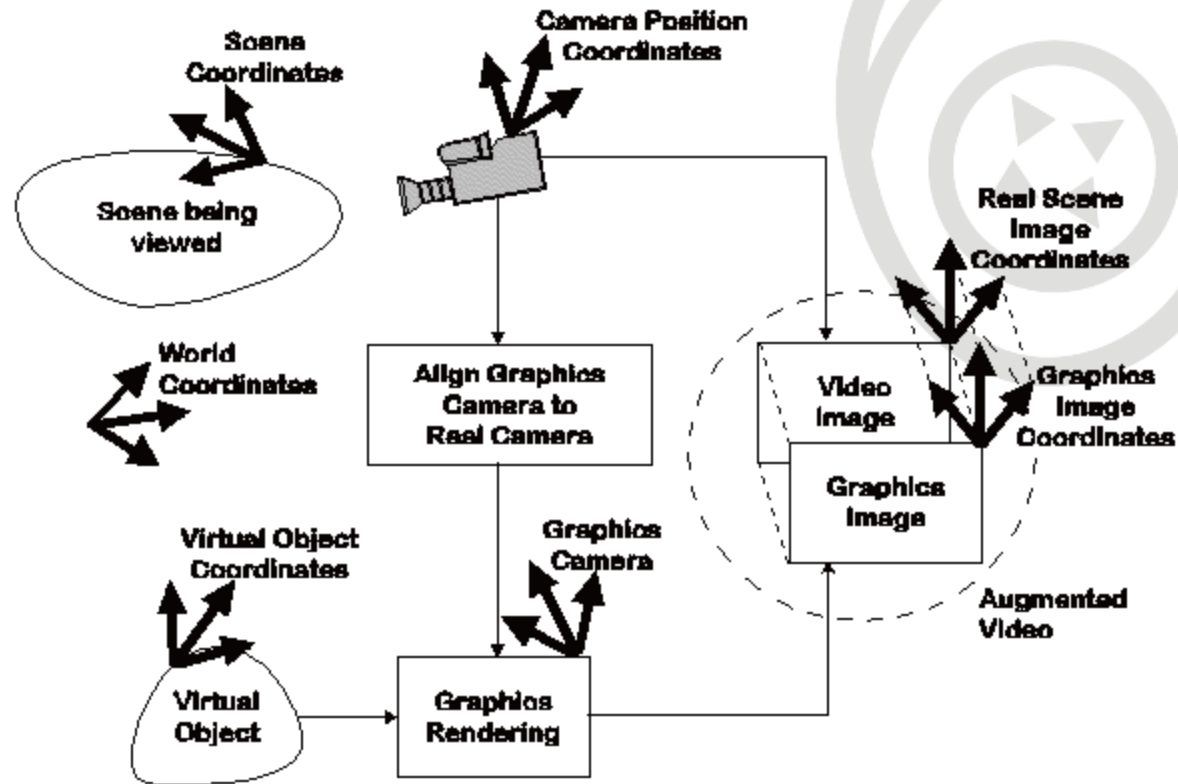 Scene
Coordinates
Camera Position
Coordinates
Scene being
viewed
Real Scene
Image
Coordinates
World
Coordinates
Align Graphics
Camera to
Real Camera
Video
Image
Graphics
Image
Coordinates
Graphics
Image
Virtual Object
Coordinates
Graphics
Camera
Augmented
Video
Virtual
Object
Graphics
Rendering